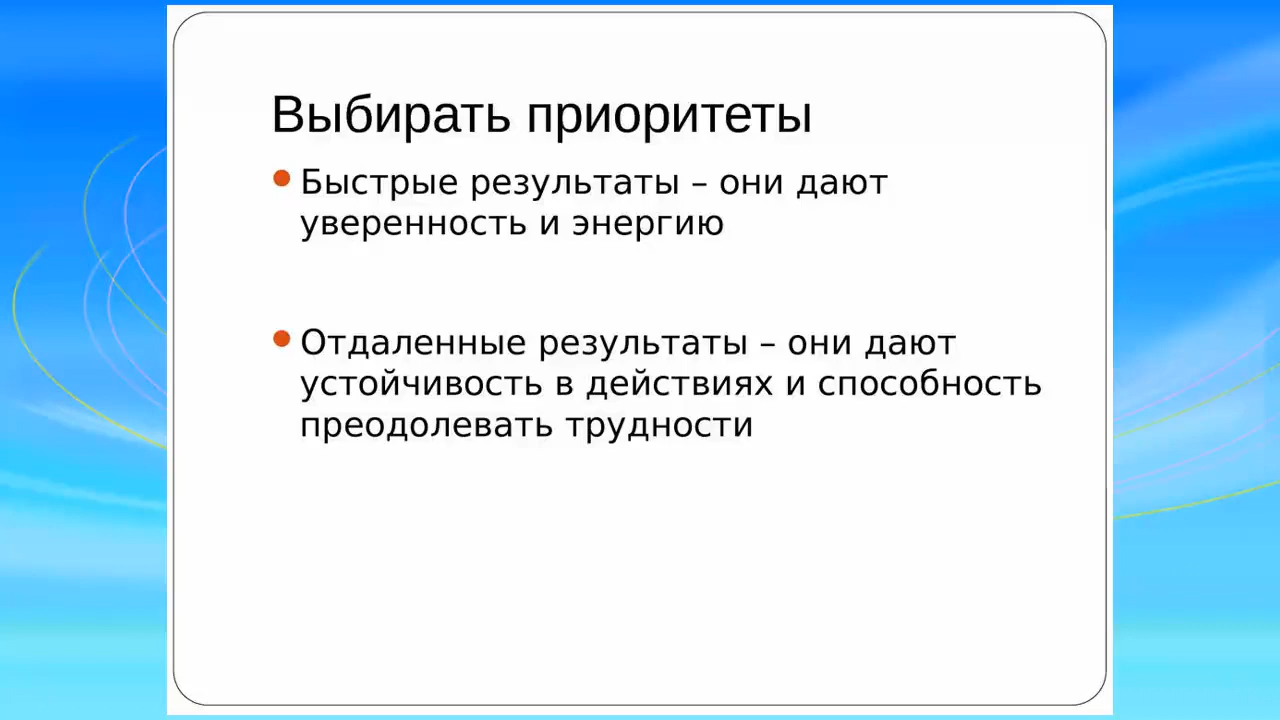 Выбирать приоритеты
Быстрые результаты – они дают
уверенность и энергию
Отдаленные результаты – они дают
устойчивость в действиях и способность
преодолевать трудности